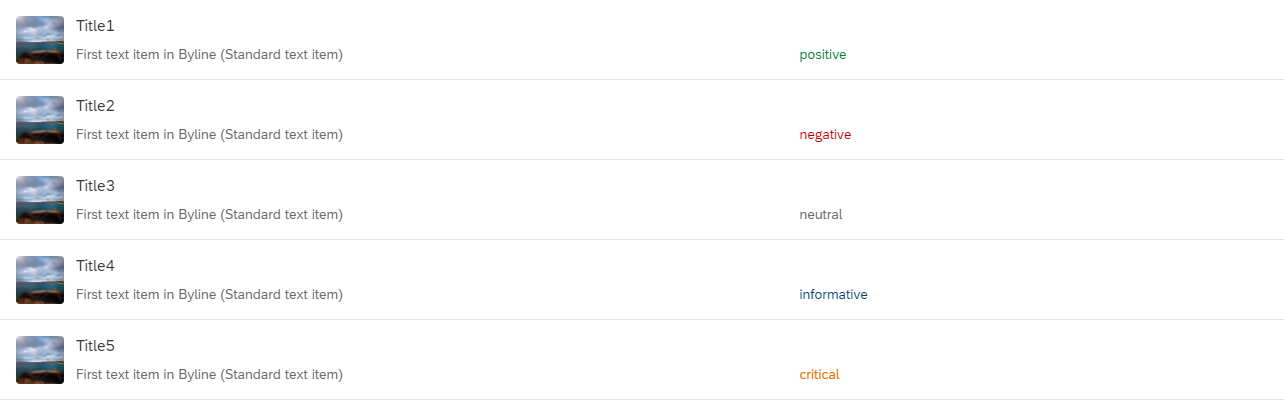 Title1
First text item in Byline (Standard text item) positive
Title2
First text item in Byline (Standard text item) negative
Title3
First text item in Byline (Standard text item) neutral
Title4
First text item in Byline (Standard text item) informative
Title5
First text item in Byline (Standard text item) critical